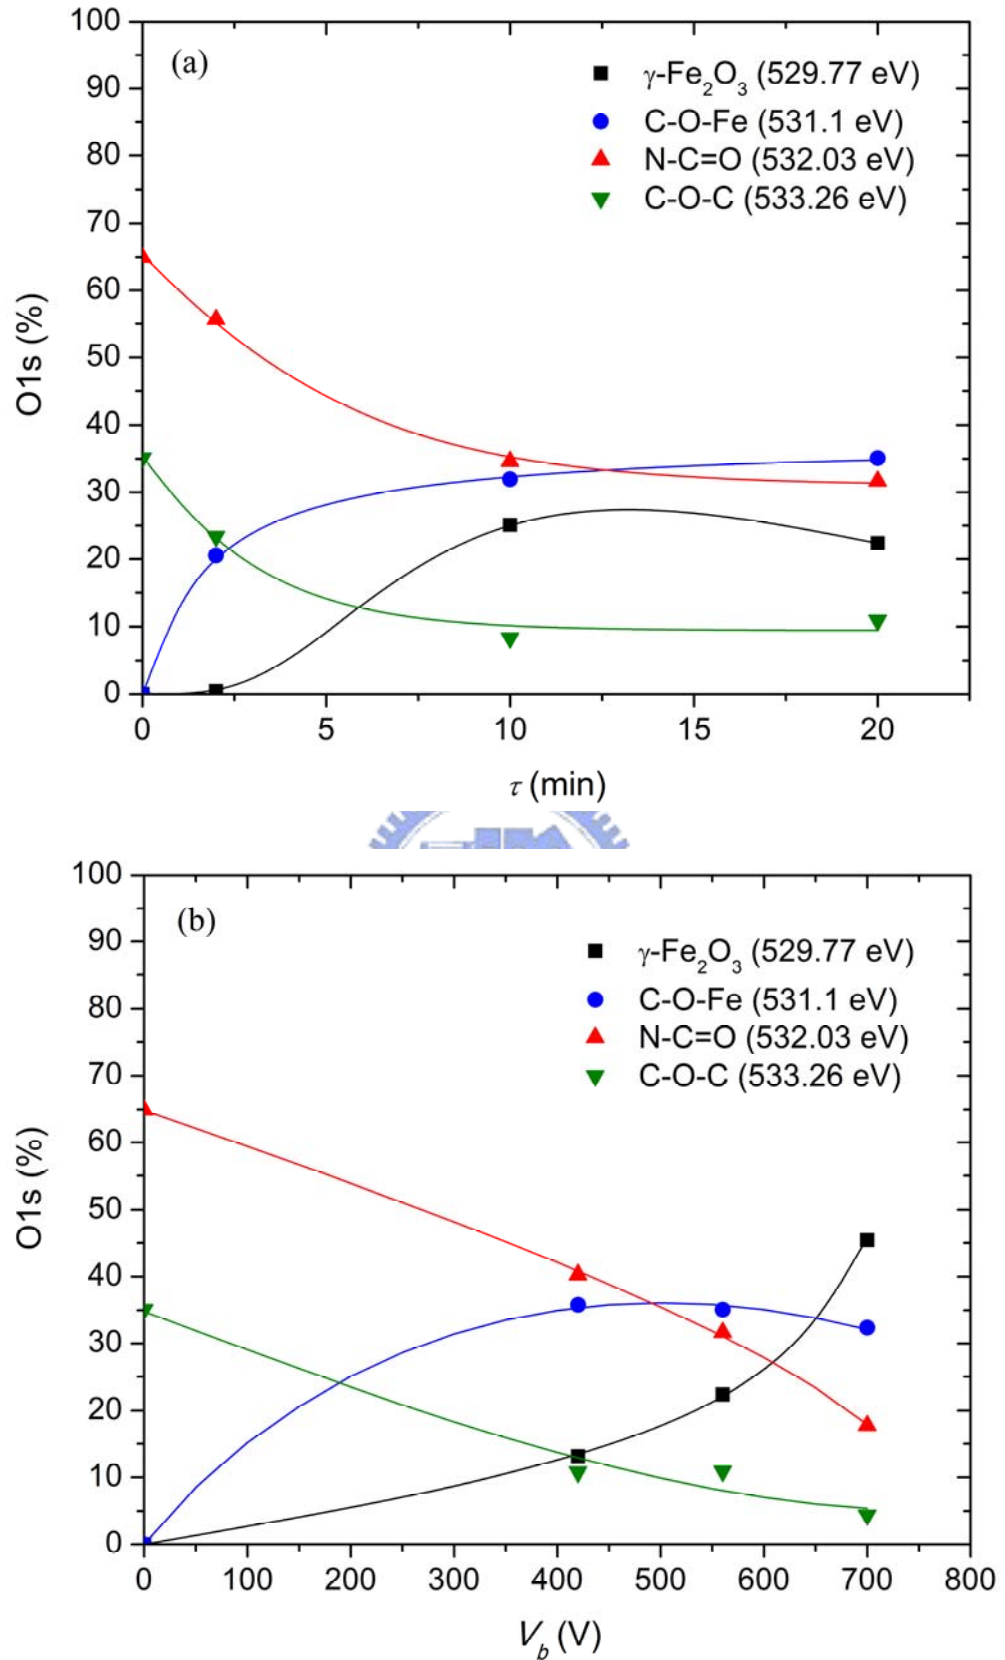 (a)
γ-Fe₂O₃ (529.77 eV)
C-O-Fe (531.1 eV)
N-C=O (532.03 eV)
C-O-C (533.26 eV)
100
90
80
70
60
50
40
30
20
10
0
O1s (%)
0 5 10 15 20
τ (min)
(b)
γ-Fe₂O₃ (529.77 eV)
C-O-Fe (531.1 eV)
N-C=O (532.03 eV)
C-O-C (533.26 eV)
100
90
80
70
60
50
40
30
20
10
0
O1s (%)
0 100 200 300 400 500 600 700 800
V_b (V)